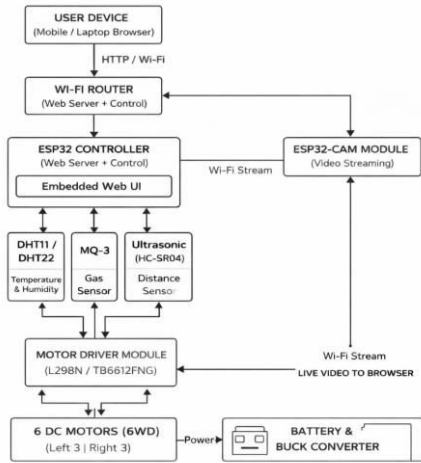 USER DEVICE
(Mobile / Laptop Browser)
HTTP / Wi-Fi
WI-FI ROUTER
(Web Server + Control)
ESP32 CONTROLLER
(Web Server + Control)
Embedded Web UI
Wi-Fi Stream
ESP32-CAM MODULE
(Video Streaming)
DHT11 /
DHT22
Temperature
& Humidity
MQ-3
Gas
Sensor
Ultrasonic
(HC-SR04)
Distance
Sensor
MOTOR DRIVER MODULE
(L298N / TB6612FNG)
Wi-Fi Stream
LIVE VIDEO TO BROWSER
6 DC MOTORS (6WD)
(Left 3 | Right 3)
Power
BATTERY &
BUCK CONVERTER